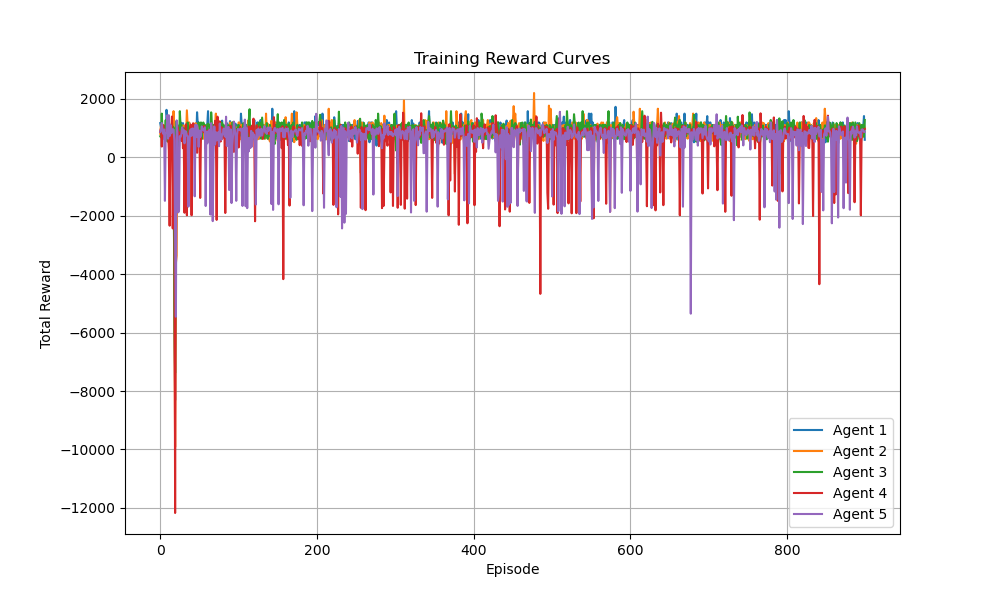 Training Reward Curves
2000
0
−2000
−4000
−6000
−8000
−10000
−12000
Total Reward
0 200 400 600 800
Episode
Agent 1
Agent 2
Agent 3
Agent 4
Agent 5